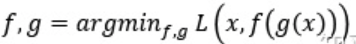 f, g = argmin_{f,g} L(x, f(g(x)))